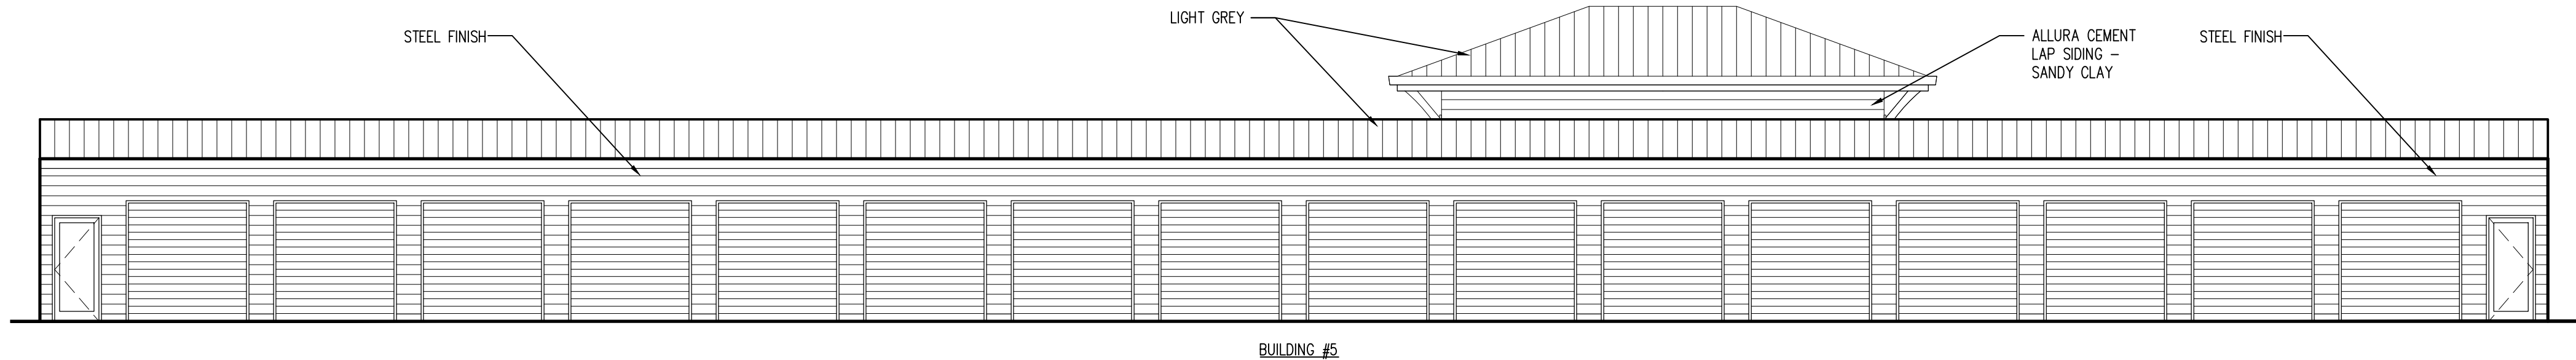 STEEL FINISH
LIGHT GREY
ALLURA CEMENT
LAP SIDING -
SANDY CLAY
STEEL FINISH
BUILDING #5